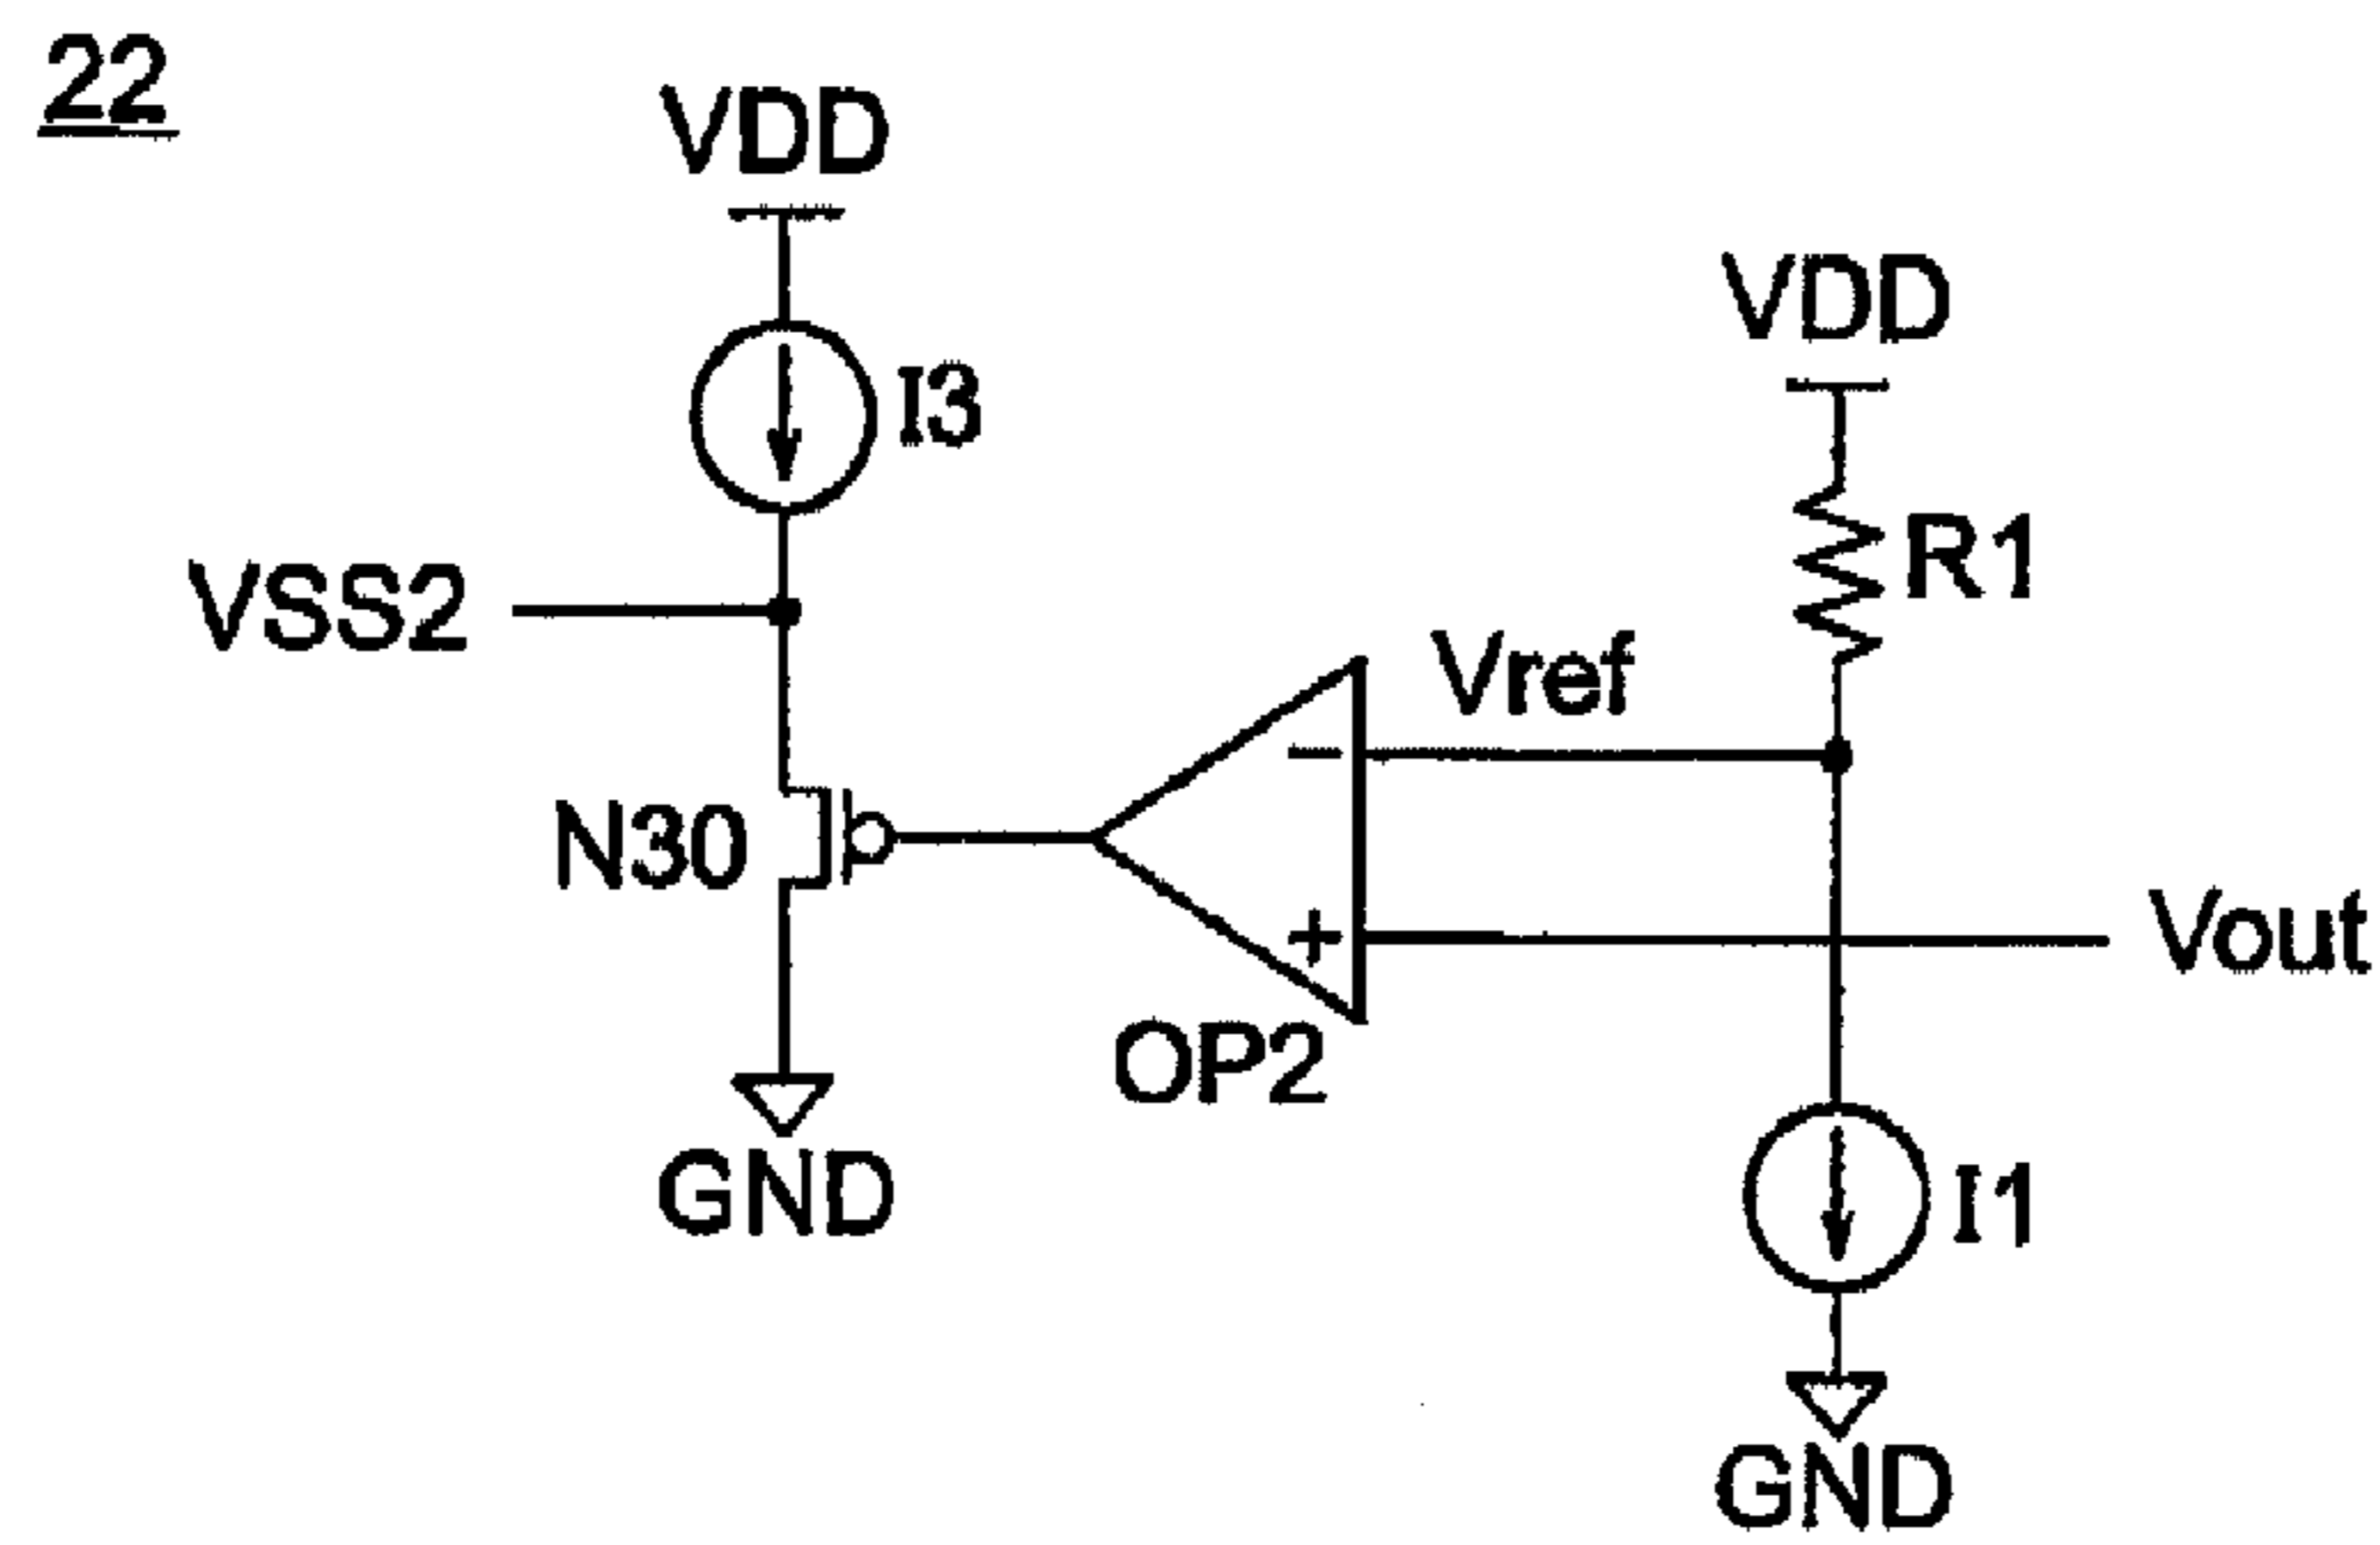 22
VDD
VDD
I3
R1
VSS2
Vref
−
N30
+
Vout
OP2
GND
I1
GND